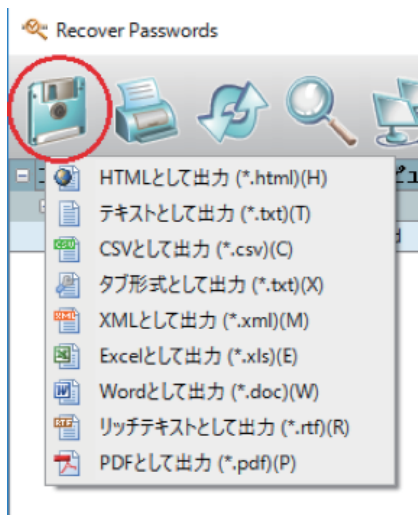 Recover Passwords
HTMLとして出力 (*.html)(H)
テキストとして出力 (*.txt)(T)
CSVとして出力 (*.csv)(C)
タブ形式として出力 (*.txt)(X)
XMLとして出力 (*.xml)(M)
Excelとして出力 (*.xls)(E)
Wordとして出力 (*.doc)(W)
リッチテキストとして出力 (*.rtf)(R)
PDFとして出力 (*.pdf)(P)